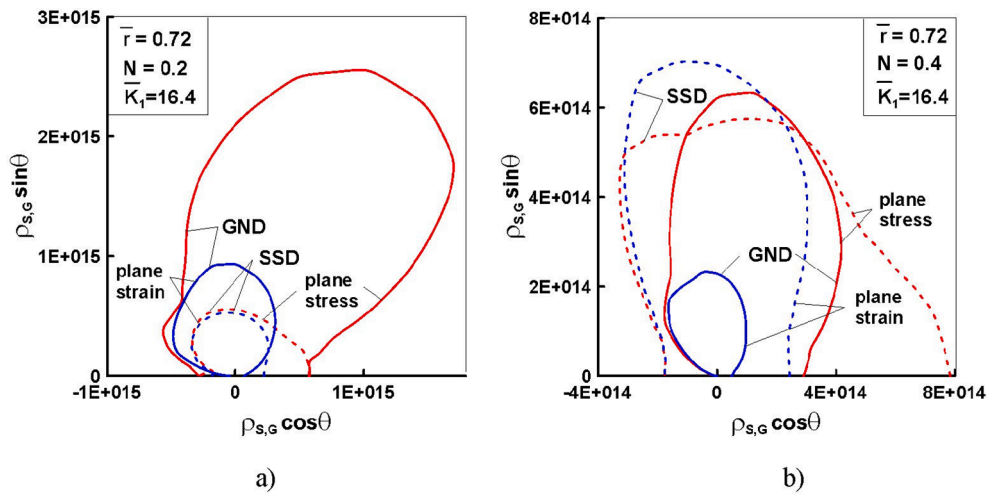 3E+015
r̅ = 0.72
N = 0.2
K̅₁=16.4
2E+015
ρS,G sinθ
1E+015
GND
SSD
plane
strain
plane
stress
0
-1E+015
0
1E+015
ρS,G cosθ
a)
8E+014
r̅ = 0.72
N = 0.4
K̅₁=16.4
SSD
6E+014
ρS,G sinθ
4E+014
plane
stress
GND
2E+014
plane
strain
0
-4E+014
0
4E+014
8E+014
ρS,G cosθ
b)